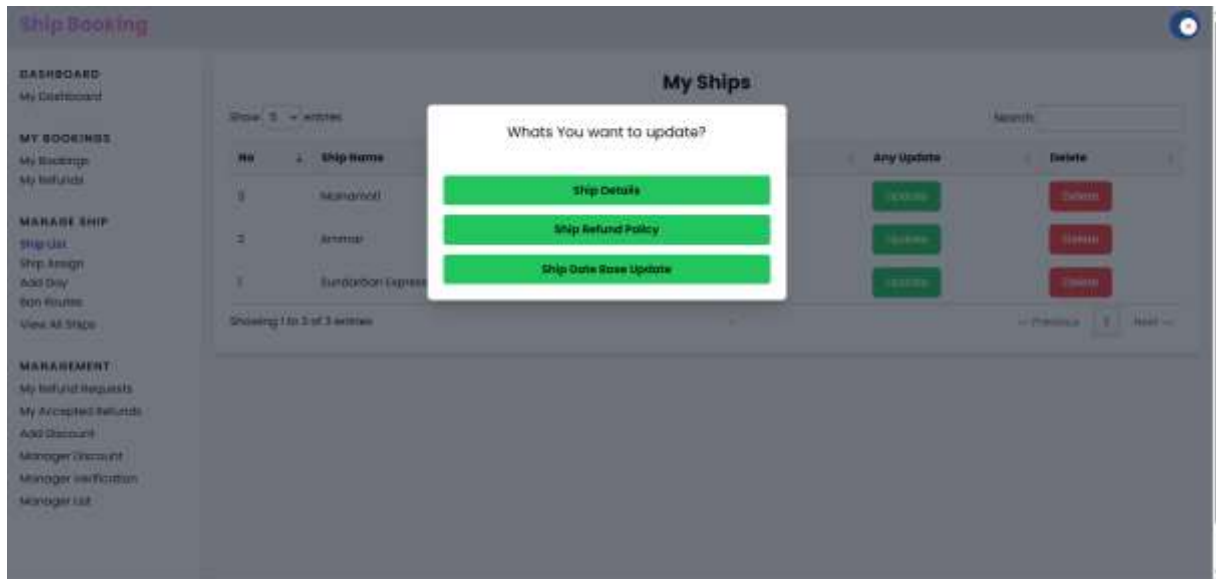 Ship Booking
DASHBOARD
My Dashboard
MY BOOKINGS
My Bookings
My Refunds
MANAGE SHIP
Ship List
Ship Assign
Add Day
Ban Routes
View All Ships
MANAGEMENT
My Refund Requests
My Accepted Refunds
Add Discount
Manager Discount
Manager Verification
Manager List
My Ships
Show 5 entries
Search:
No Ship Name Any Update Delete
3 Update Delete
2 Ammar Update Delete
1 Sundarban Express Update Delete
Showing 1 to 3 of 3 entries
Previous 1 Next
Whats You want to update?
Ship Details
Ship Refund Policy
Ship Date Base Update